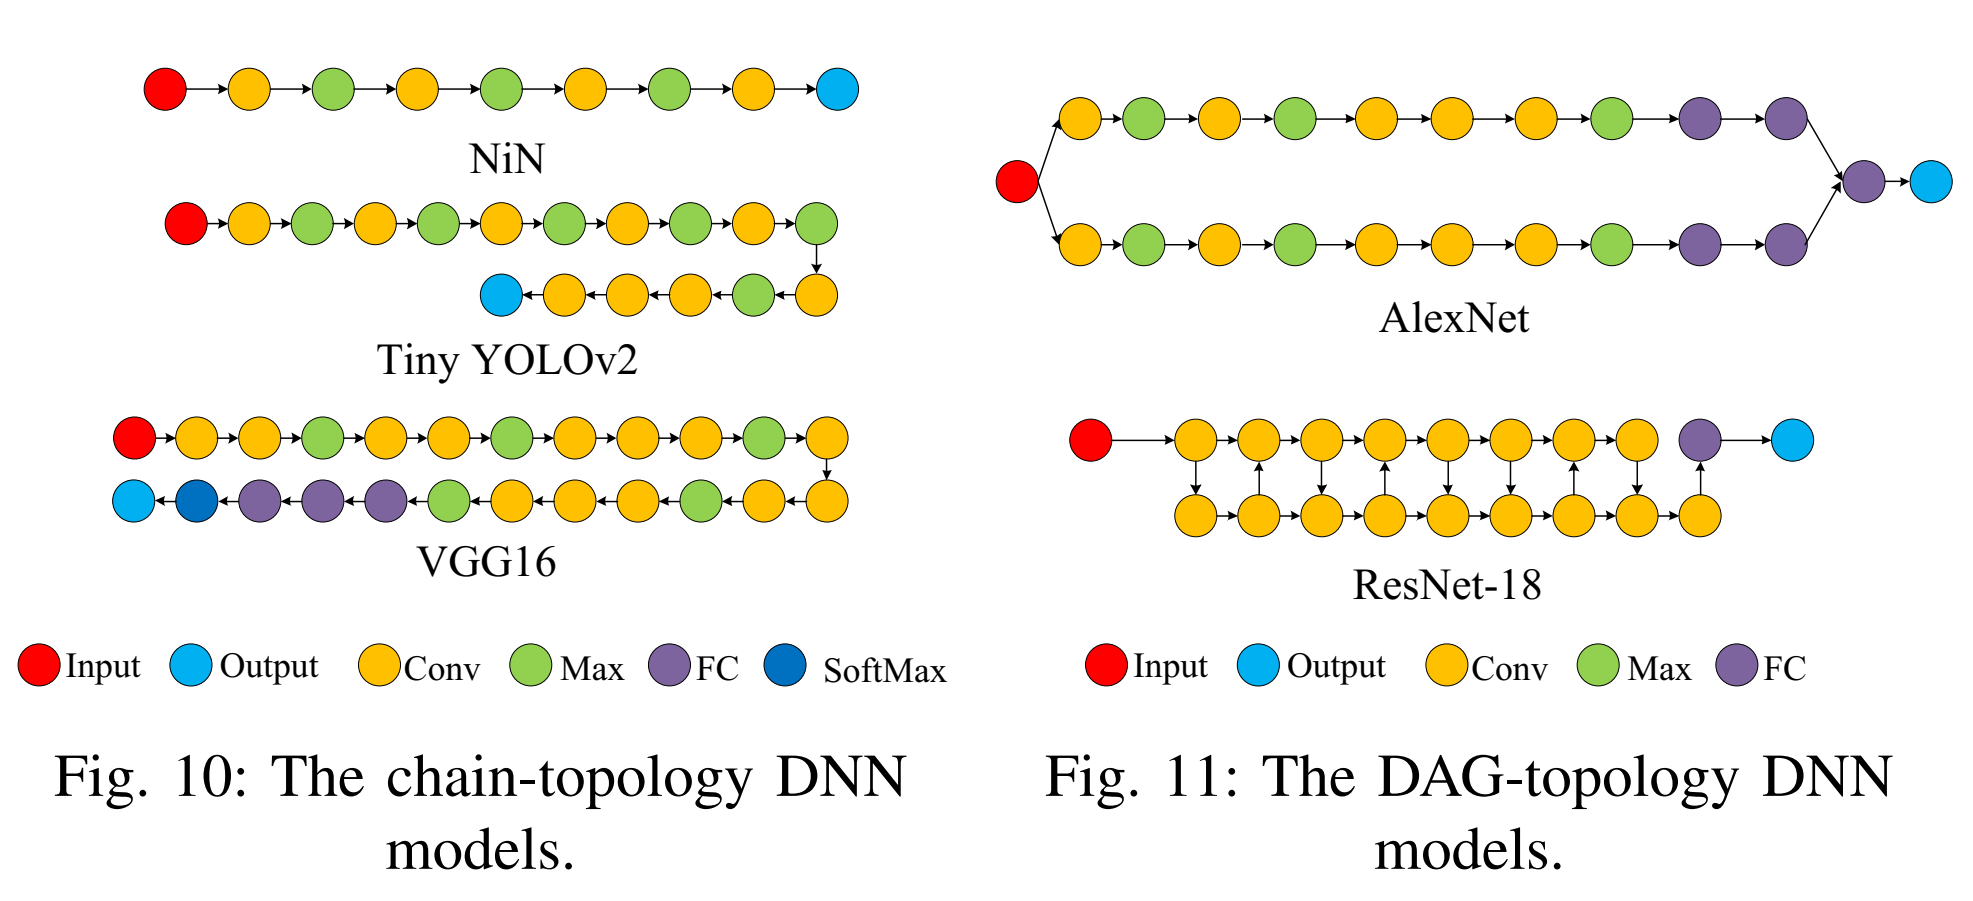 NiN
Tiny YOLOv2
VGG16
Input Output Conv Max FC SoftMax
Fig. 10: The chain-topology DNN
models.
AlexNet
ResNet-18
Input Output Conv Max FC
Fig. 11: The DAG-topology DNN
models.